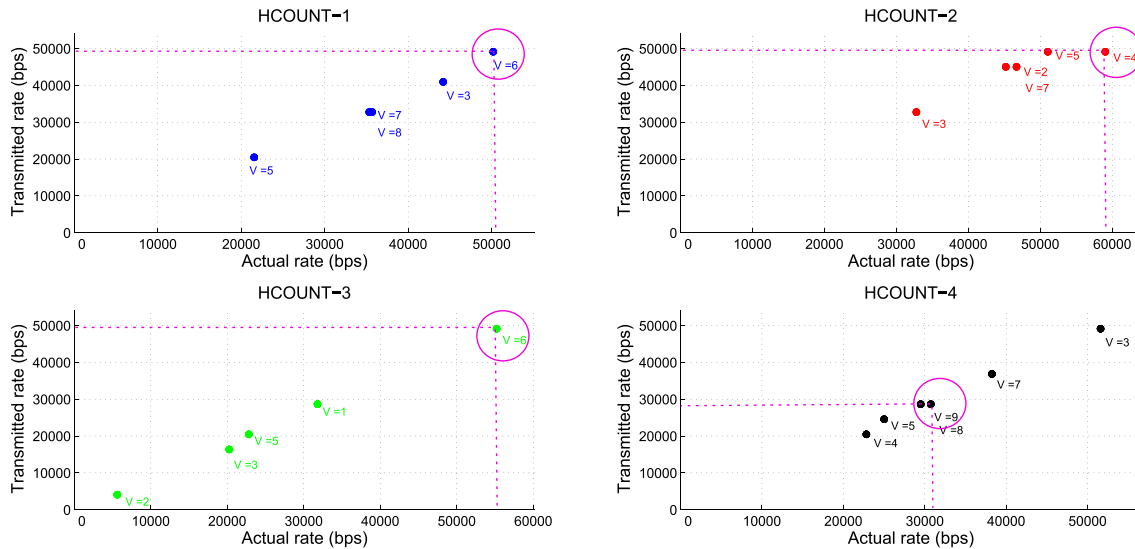 HCOUNT−1
Transmitted rate (bps)
50000
40000
30000
20000
10000
0
V =6
V =3
V =7
V =8
V =5
0 10000 20000 30000 40000 50000
Actual rate (bps)
HCOUNT−2
Transmitted rate (bps)
50000
40000
30000
20000
10000
0
V =5
V =4
V =2
V =7
V =3
0 10000 20000 30000 40000 50000 60000
Actual rate (bps)
HCOUNT−3
Transmitted rate (bps)
50000
40000
30000
20000
10000
0
V =6
V =1
V =5
V =3
V =2
0 10000 20000 30000 40000 50000 60000
Actual rate (bps)
HCOUNT−4
Transmitted rate (bps)
50000
40000
30000
20000
10000
0
V =3
V =7
V =9
V =8
V =5
V =4
0 10000 20000 30000 40000 50000
Actual rate (bps)